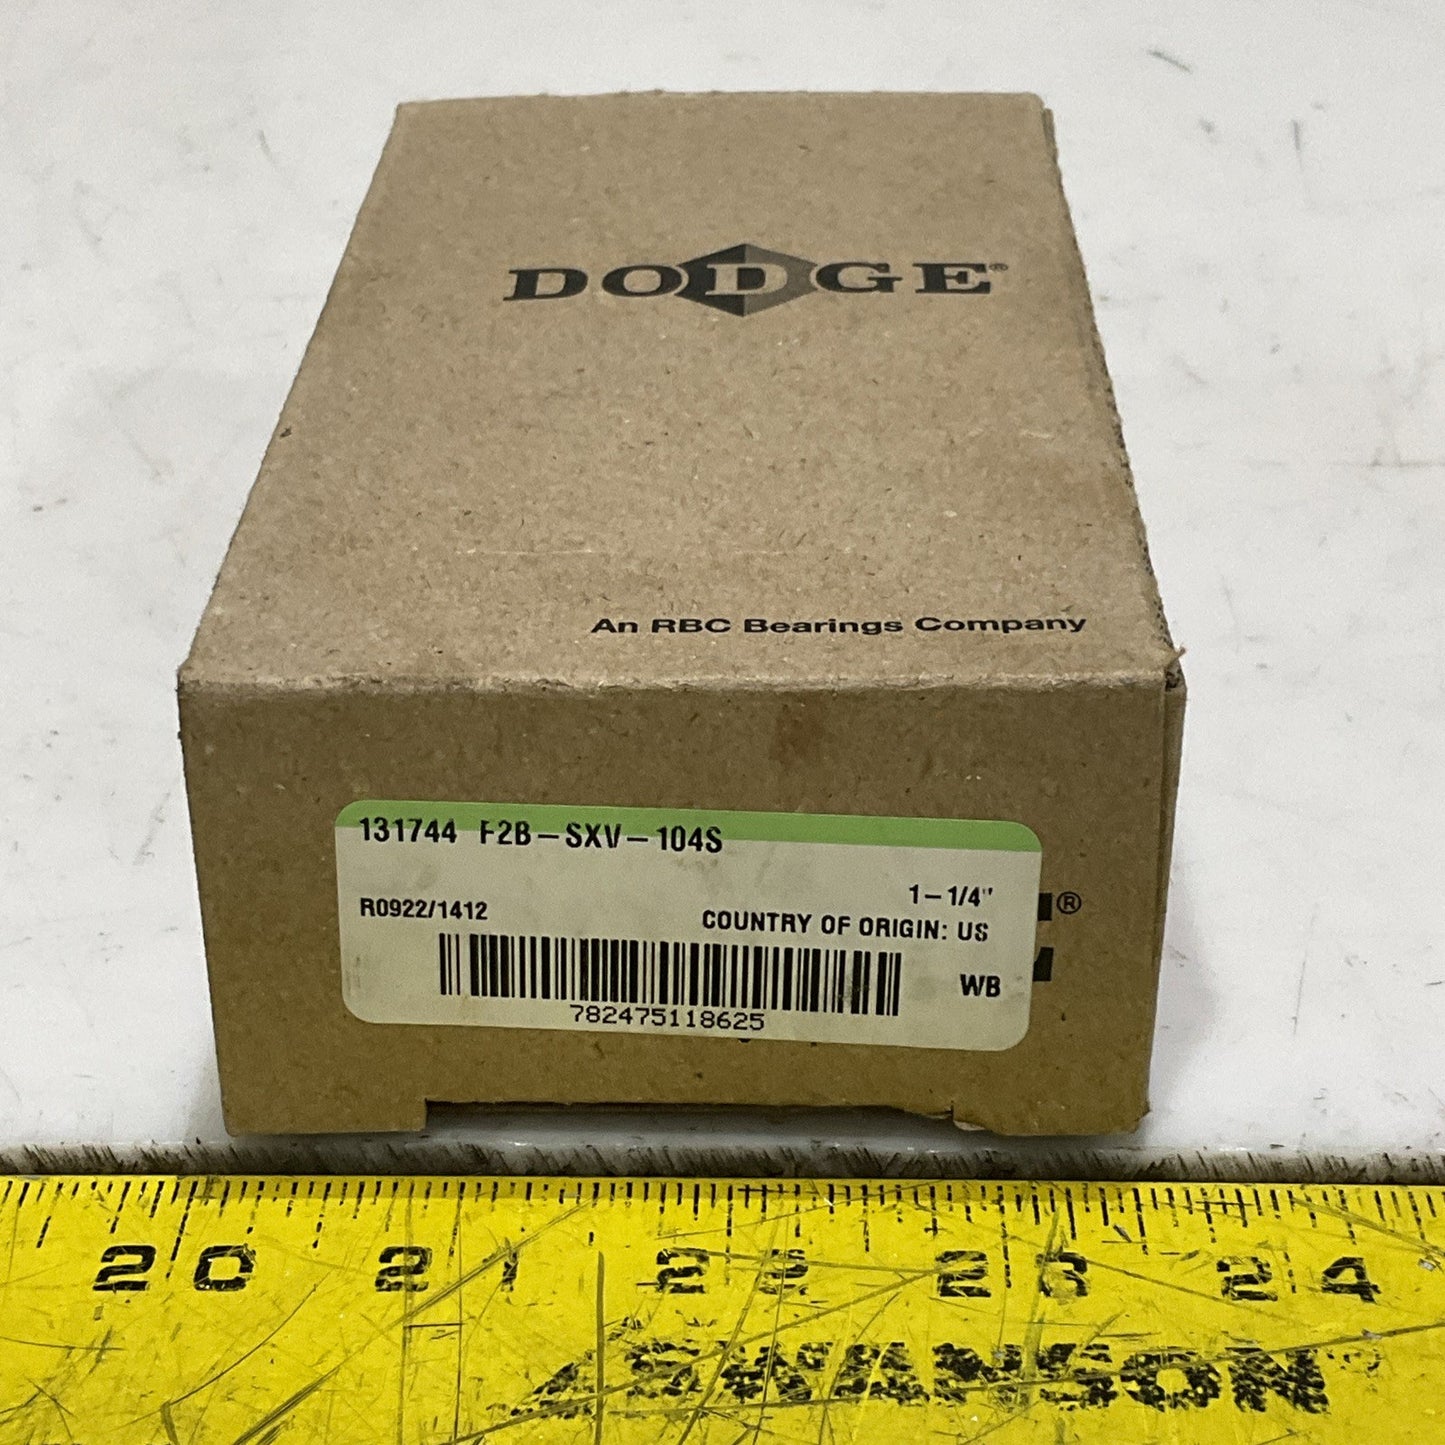 DODGE®
An RBC Bearings Company
131744 F2B-SXV-104S
1-1/4"
R0922/1412
COUNTRY OF ORIGIN: US
®
WB
782475118625
20 21 22 23 24
SWANSON